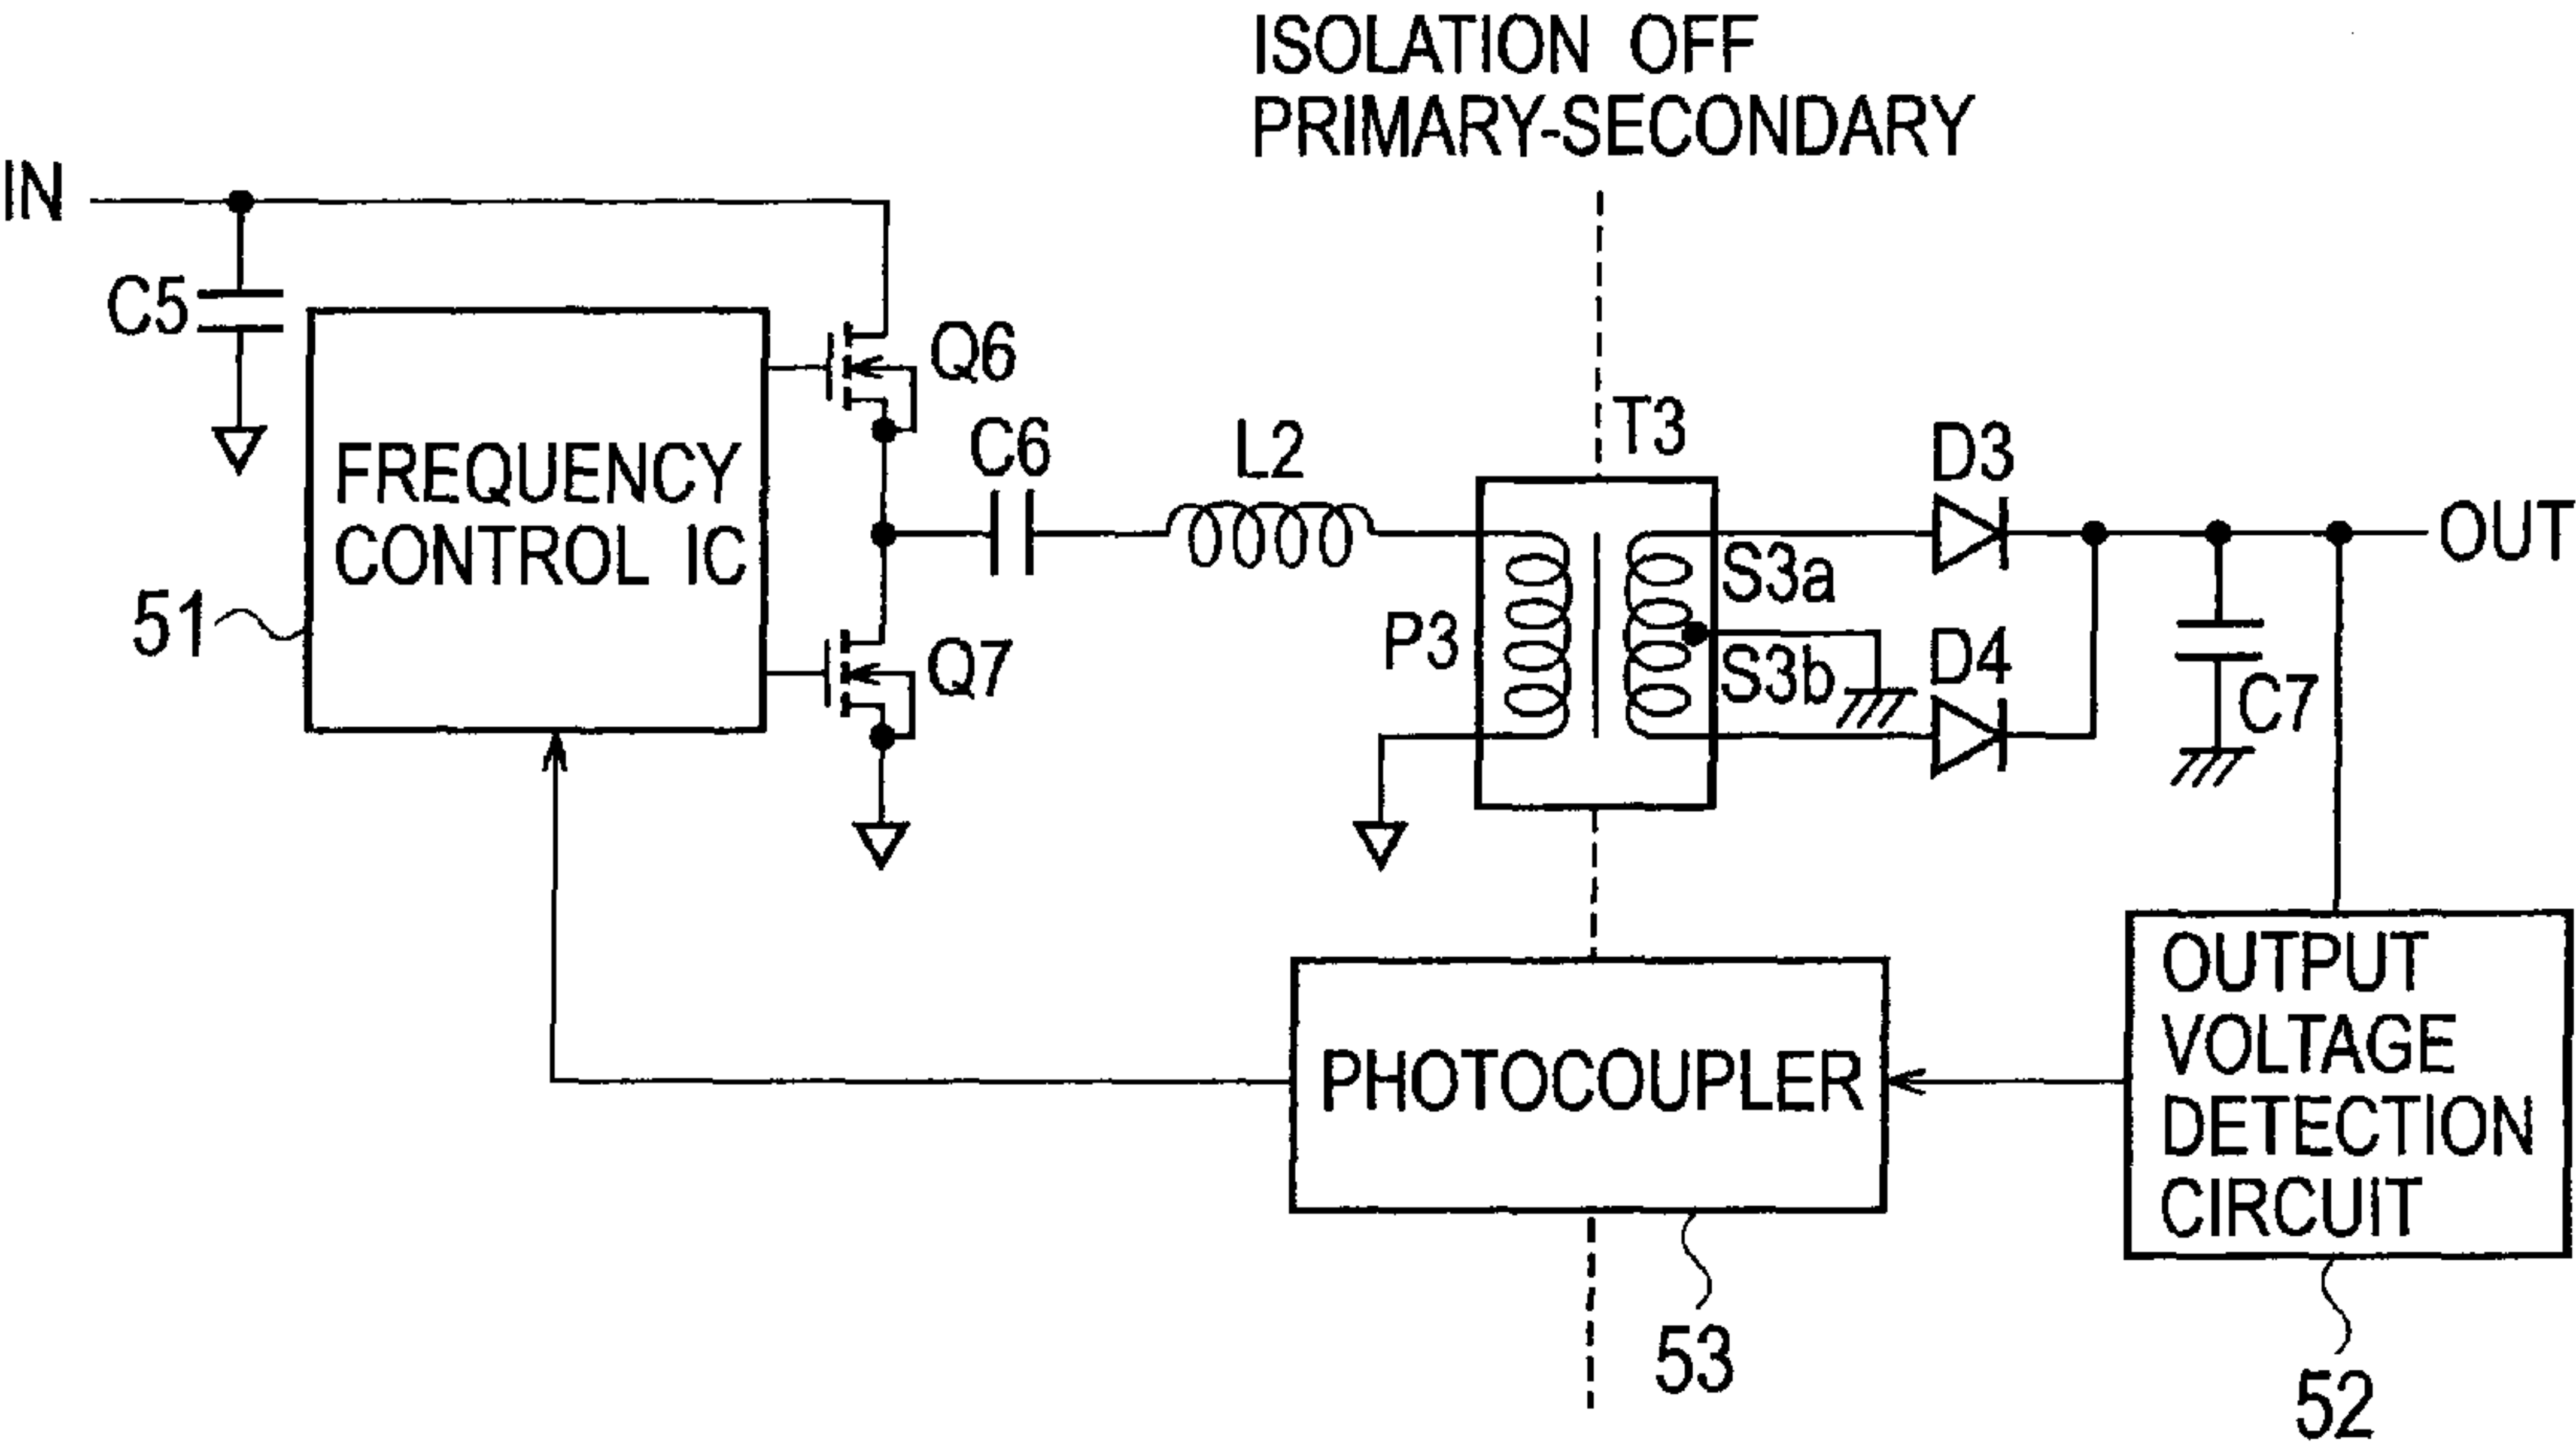 ISOLATION OFF
PRIMARY-SECONDARY
IN
C5
Q6
FREQUENCY
CONTROL IC
51
C6
L2
T3
D3
OUT
P3
S3a
S3b
D4
Q7
C7
PHOTOCOUPLER
OUTPUT
VOLTAGE
DETECTION
CIRCUIT
53
52